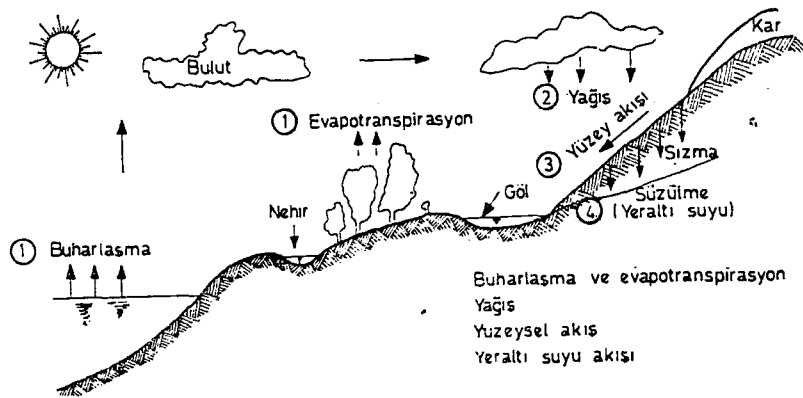 Kar
Bulut
② Yağış
① Evapotranspirasyon
③ Yüzey akışı
Sızma
Nehir
Göl
④ Süzülme
(Yeraltı suyu)
① Buharlaşma
Buharlaşma ve evapotranspirasyon
Yağış
Yüzeysel akış
Yeraltı suyu akışı